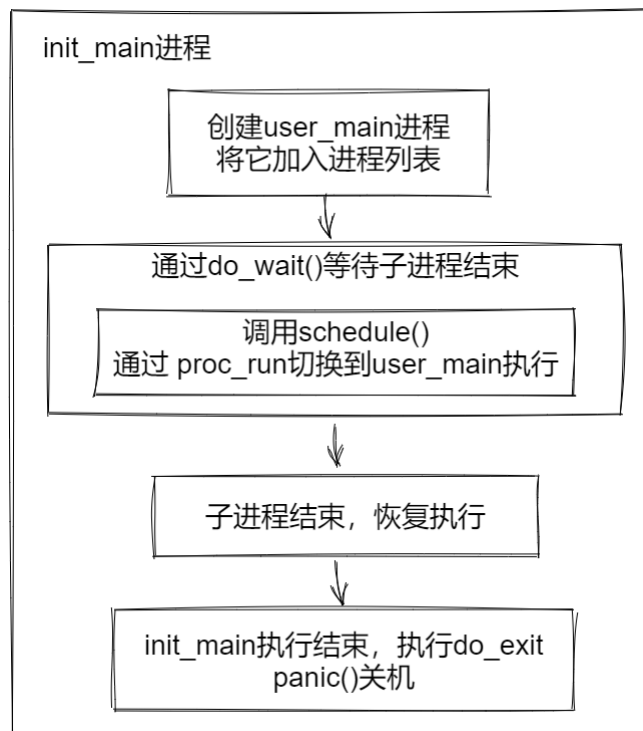 init_main进程
创建user_main进程
将它加入进程列表
通过do_wait()等待子进程结束
调用schedule()
通过 proc_run切换到user_main执行
子进程结束，恢复执行
init_main执行结束，执行do_exit
panic()关机